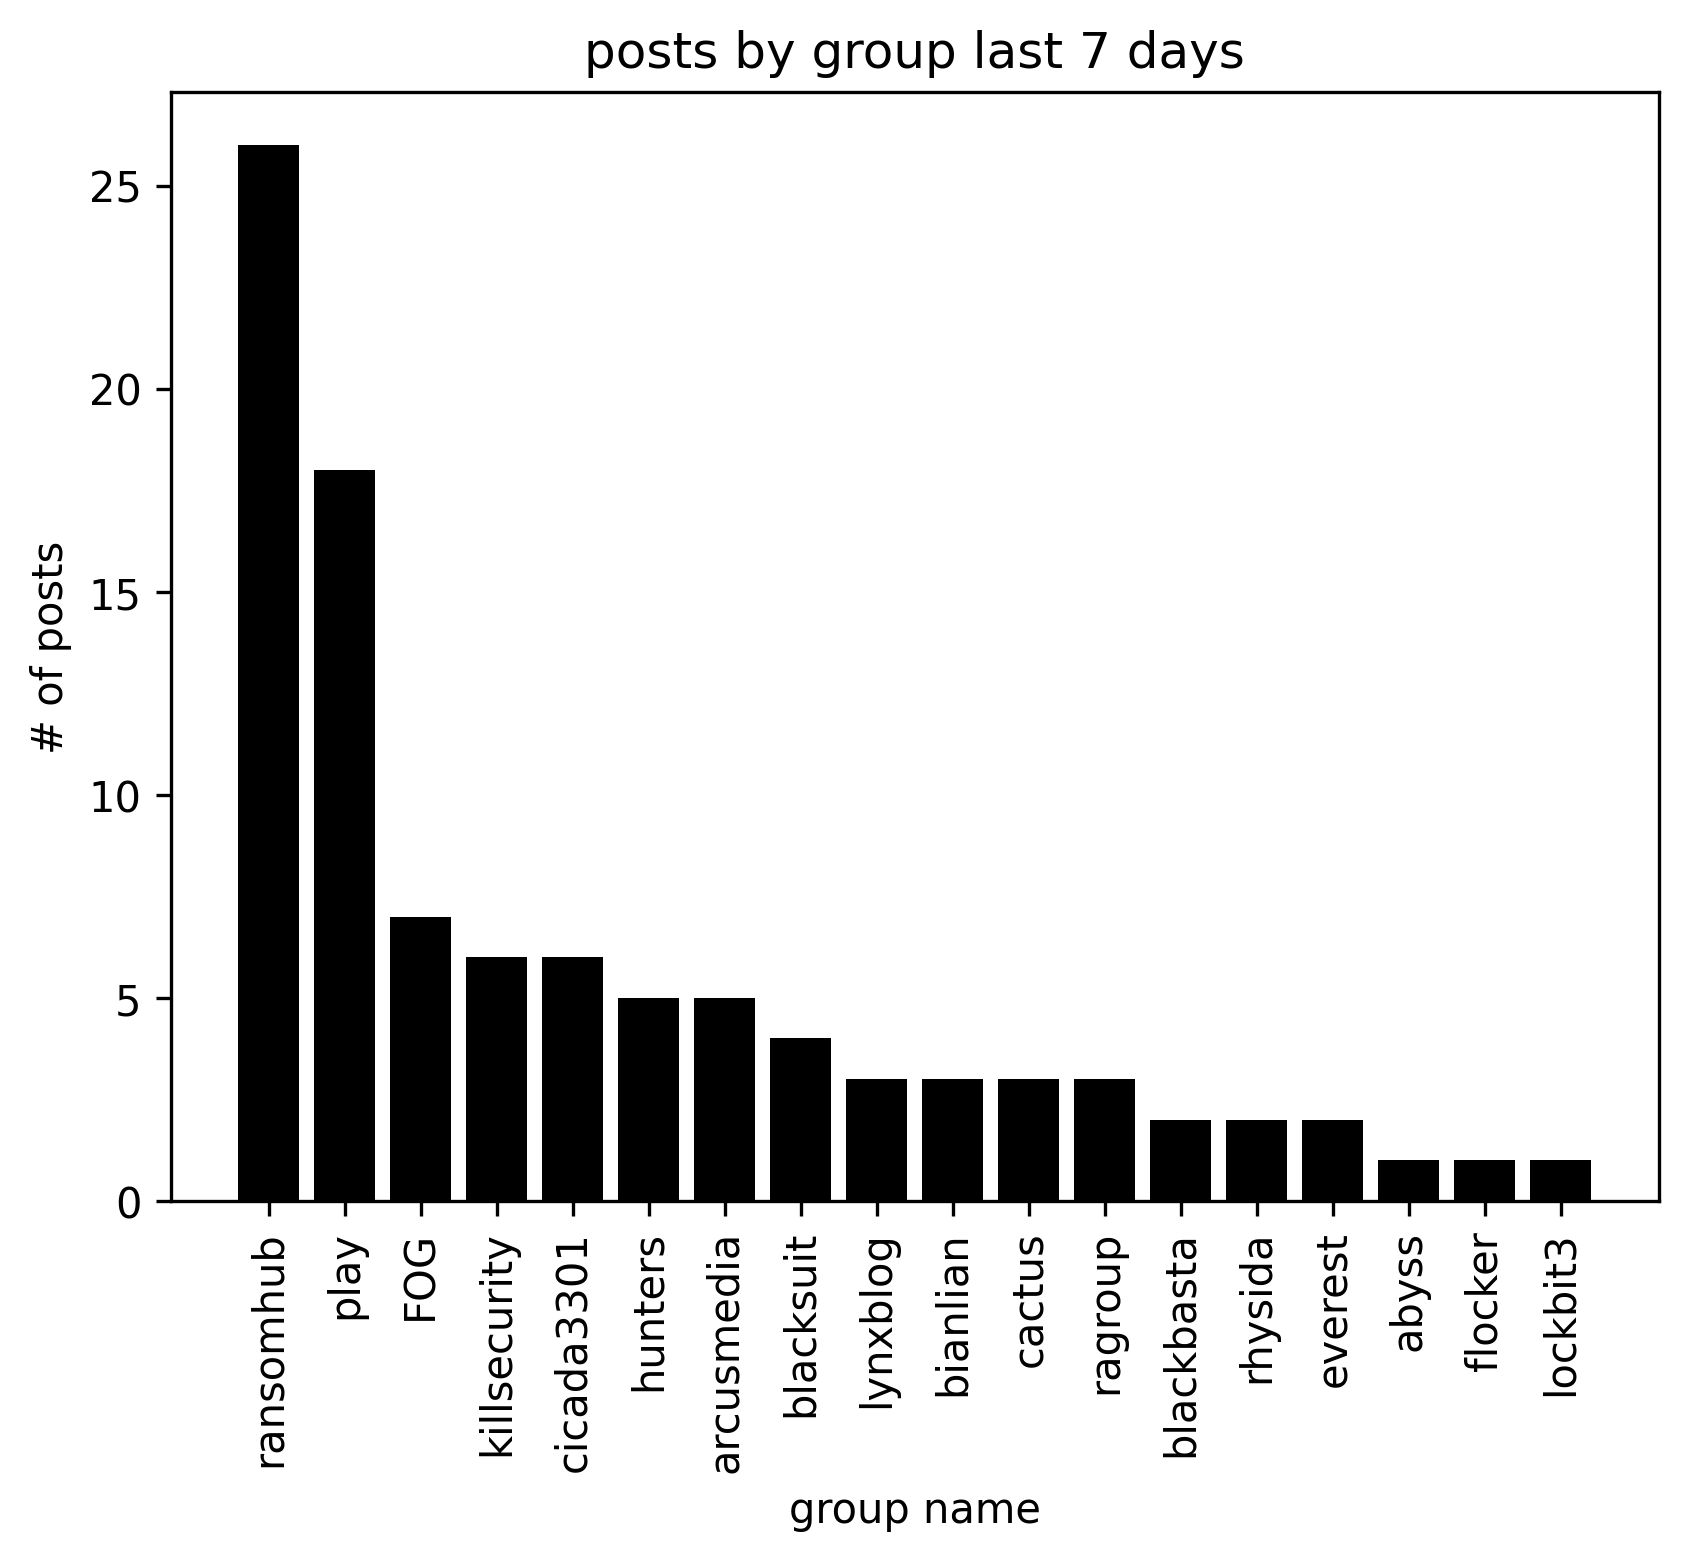 posts by group last 7 days
# of posts
25
20
15
10
5
0
ransomhub
play
FOG
killsecurity
cicada3301
hunters
arcusmedia
blacksuit
lynxblog
bianlian
cactus
ragroup
blackbasta
rhysida
everest
abyss
flocker
lockbit3
group name